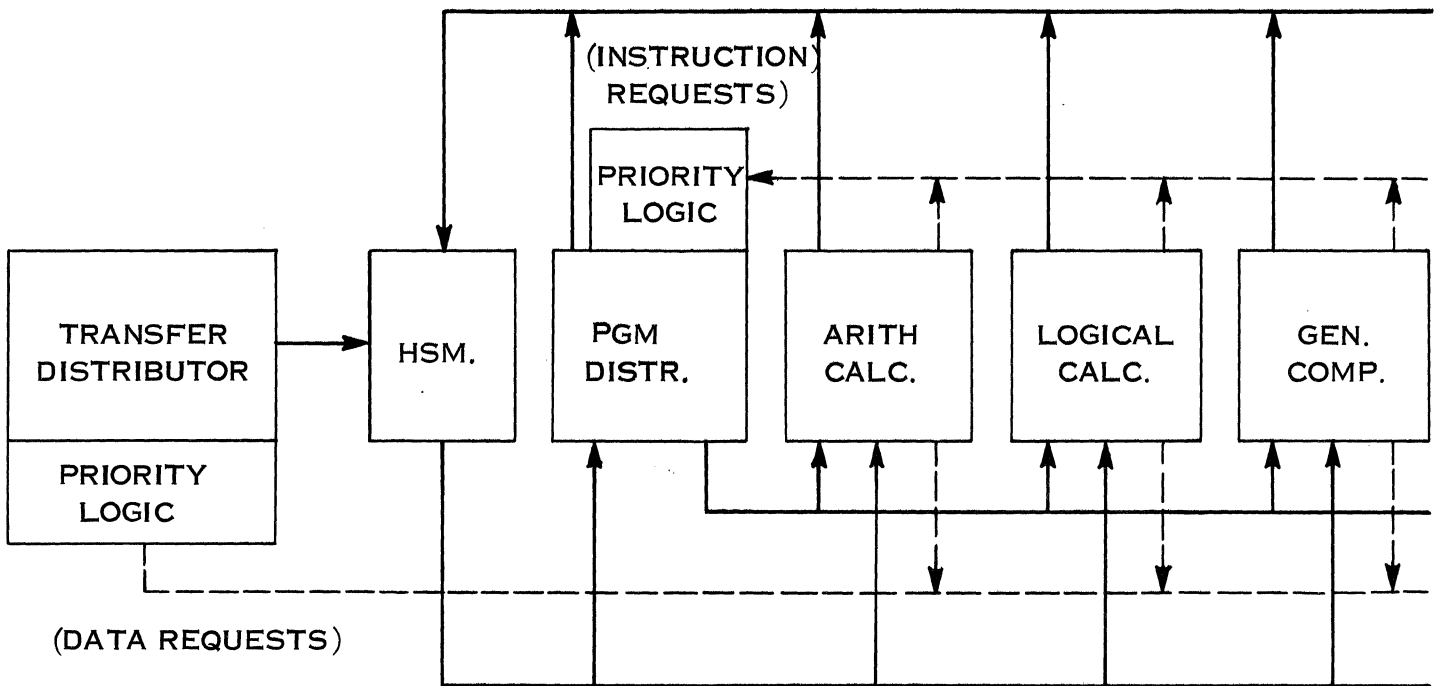 (INSTRUCTION)
REQUESTS)
PRIORITY
LOGIC
TRANSFER
DISTRIBUTOR
PRIORITY
LOGIC
HSM.
PGM
DISTR.
ARITH
CALC.
LOGICAL
CALC.
GEN.
COMP.
(DATA REQUESTS)